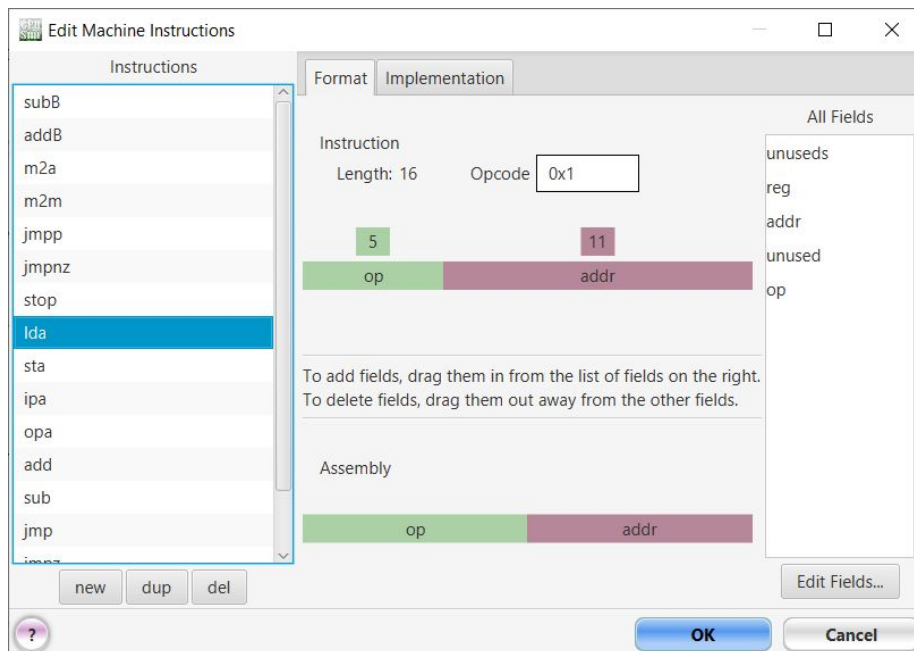 Edit Machine Instructions
Instructions
subB
addB
m2a
m2m
jmpp
jmpnz
stop
lda
sta
ipa
opa
add
sub
jmp
new dup del
Format Implementation
Instruction
Length: 16 Opcode 0x1
5 11
op addr
To add fields, drag them in from the list of fields on the right.
To delete fields, drag them out away from the other fields.
Assembly
op addr
All Fields
unuseds
reg
addr
unused
op
Edit Fields...
? OK Cancel